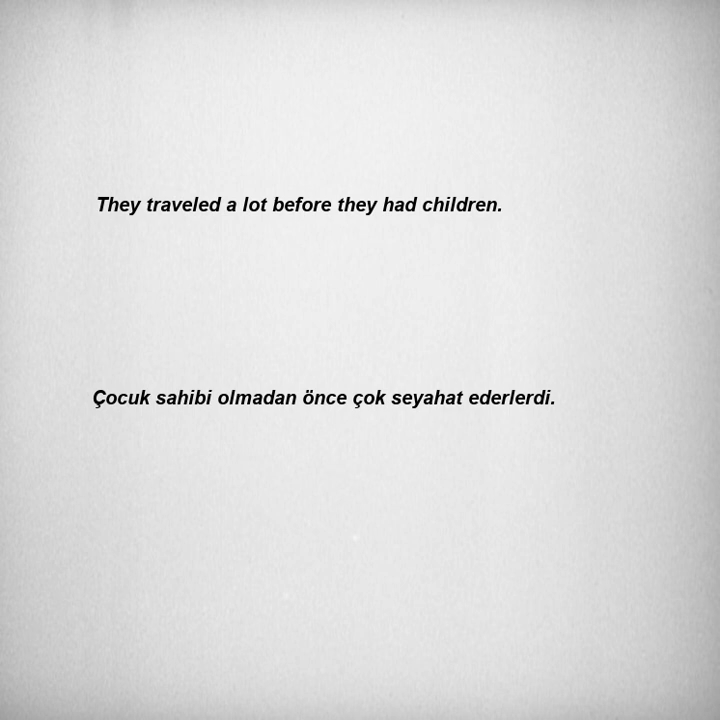 They traveled a lot before they had children.
Çocuk sahibi olmadan önce çok seyahat ederlerdi.